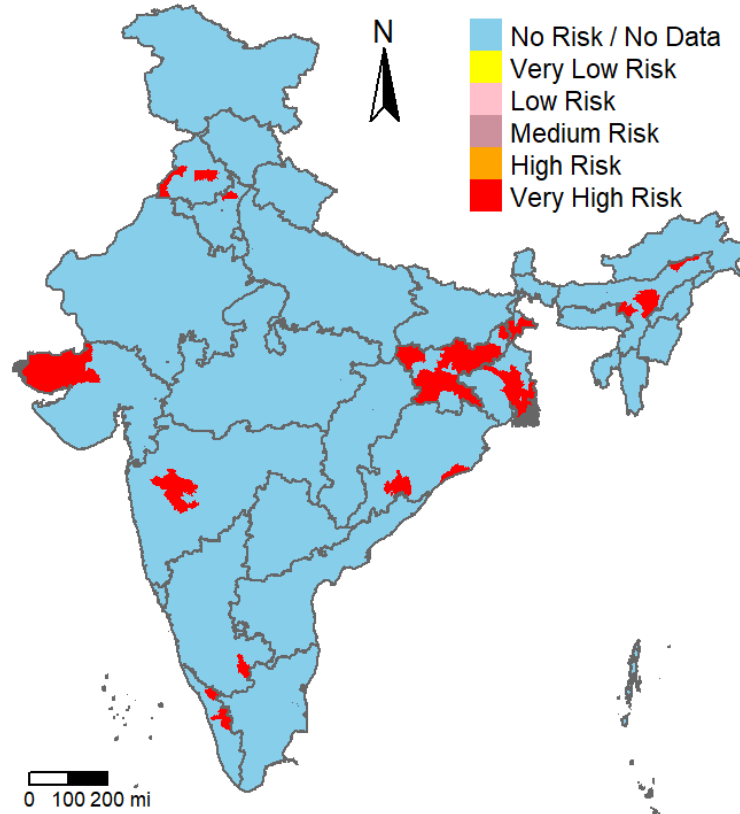 N
No Risk / No Data
Very Low Risk
Low Risk
Medium Risk
High Risk
Very High Risk
0 100 200 mi